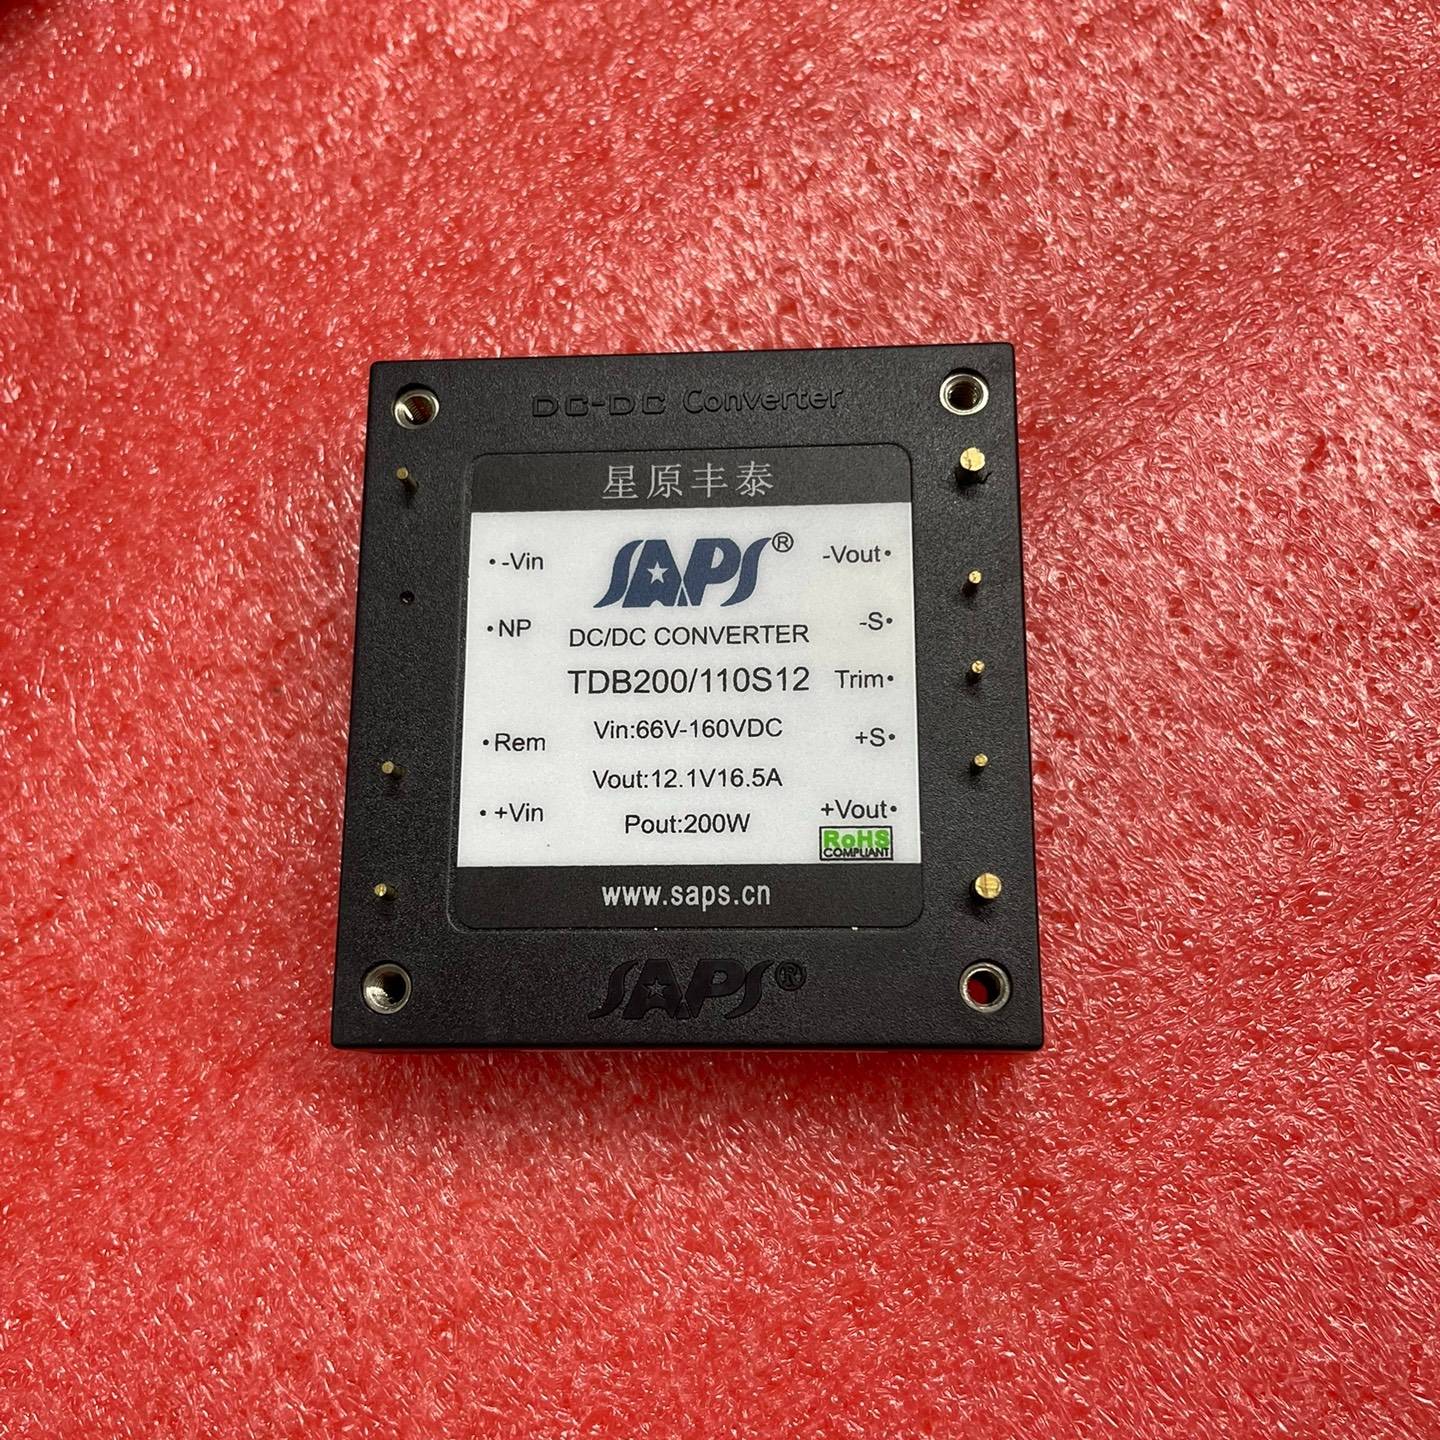 DC-DC Converter
星原丰泰
SAPS®
• -Vin
-Vout •
• NP
-S •
DC/DC CONVERTER
TDB200/110S12
Trim •
Vin:66V-160VDC
• Rem
+S •
Vout:12.1V16.5A
• +Vin
+Vout •
Pout:200W
RoHS
COMPLIANT
www.saps.cn
SAPS®